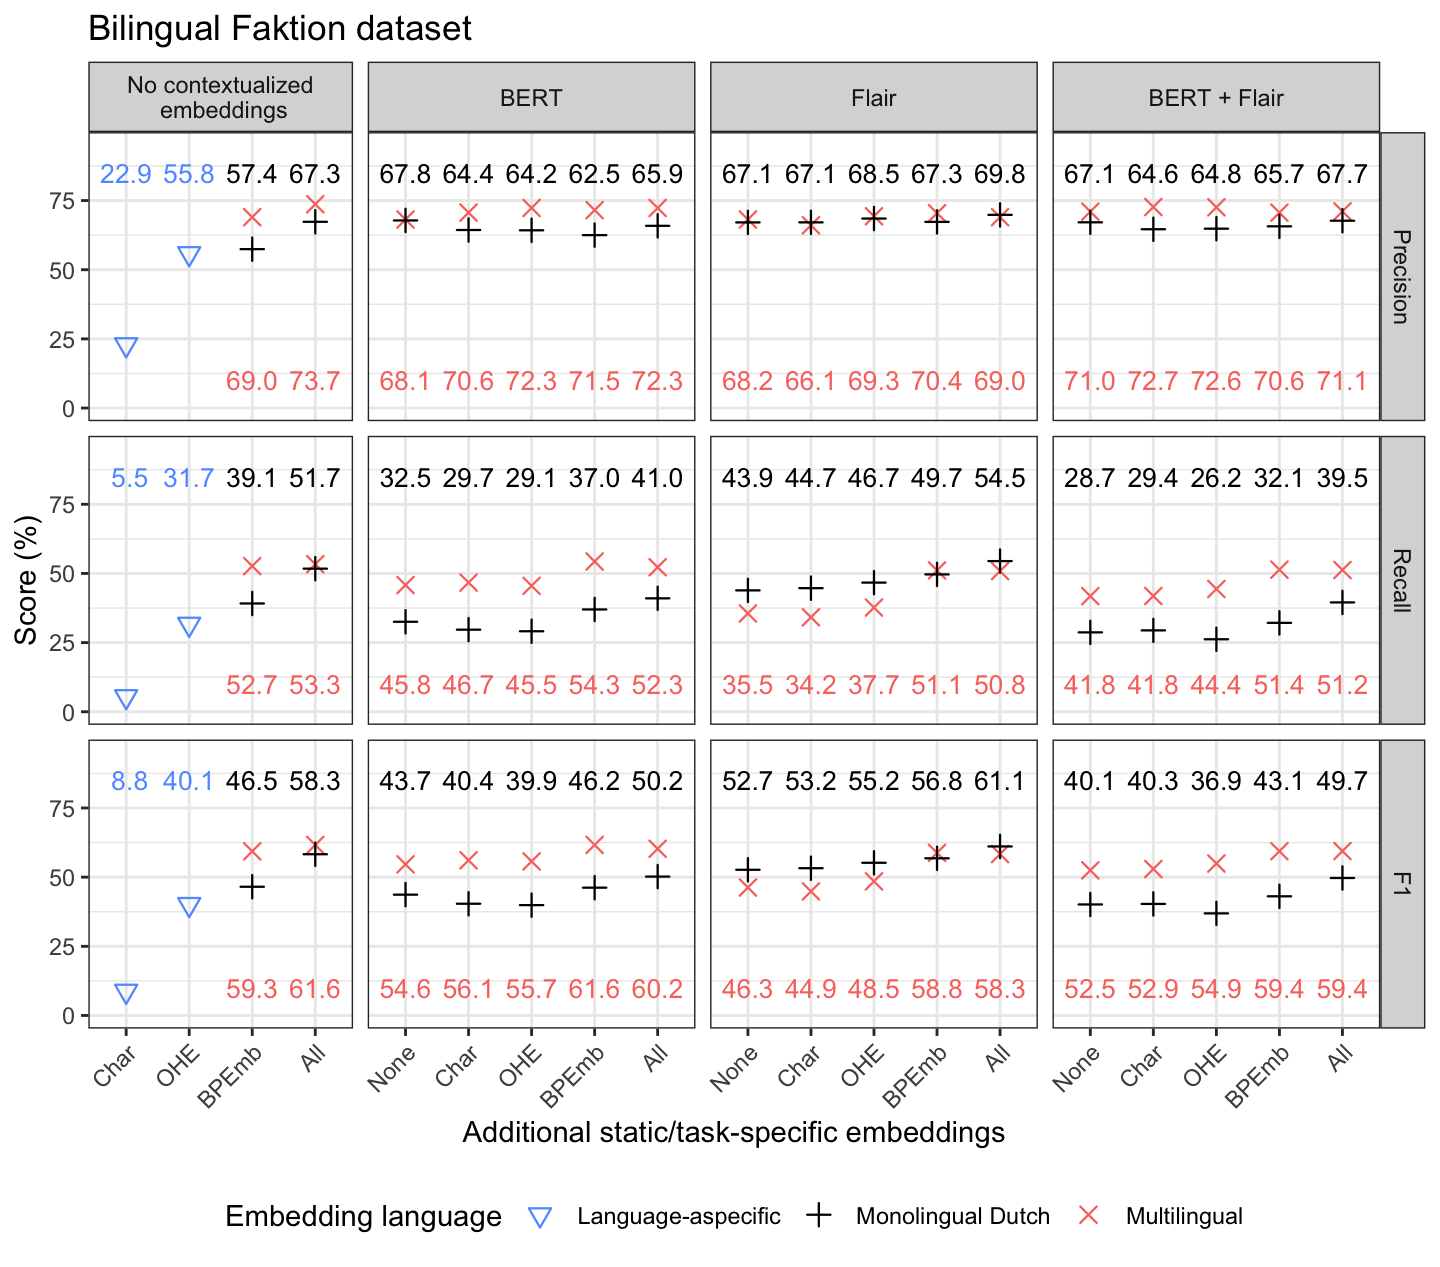 Bilingual Faktion dataset
No contextualized
embeddings
BERT
Flair
BERT + Flair
22.9 55.8 57.4 67.3
67.8 64.4 64.2 62.5 65.9
67.1 67.1 68.5 67.3 69.8
67.1 64.6 64.8 65.7 67.7
75
50
25
0
69.0 73.7
68.1 70.6 72.3 71.5 72.3
68.2 66.1 69.3 70.4 69.0
71.0 72.7 72.6 70.6 71.1
Precision
5.5 31.7 39.1 51.7
32.5 29.7 29.1 37.0 41.0
43.9 44.7 46.7 49.7 54.5
28.7 29.4 26.2 32.1 39.5
75
50
25
0
52.7 53.3
45.8 46.7 45.5 54.3 52.3
35.5 34.2 37.7 51.1 50.8
41.8 41.8 44.4 51.4 51.2
Recall
Score (%)
8.8 40.1 46.5 58.3
43.7 40.4 39.9 46.2 50.2
52.7 53.2 55.2 56.8 61.1
40.1 40.3 36.9 43.1 49.7
75
50
25
0
59.3 61.6
54.6 56.1 55.7 61.6 60.2
46.3 44.9 48.5 58.8 58.3
52.5 52.9 54.9 59.4 59.4
F1
Char OHE BPEmb All
None Char OHE BPEmb All
None Char OHE BPEmb All
None Char OHE BPEmb All
Additional static/task-specific embeddings
Embedding language Language-aspecific Monolingual Dutch Multilingual